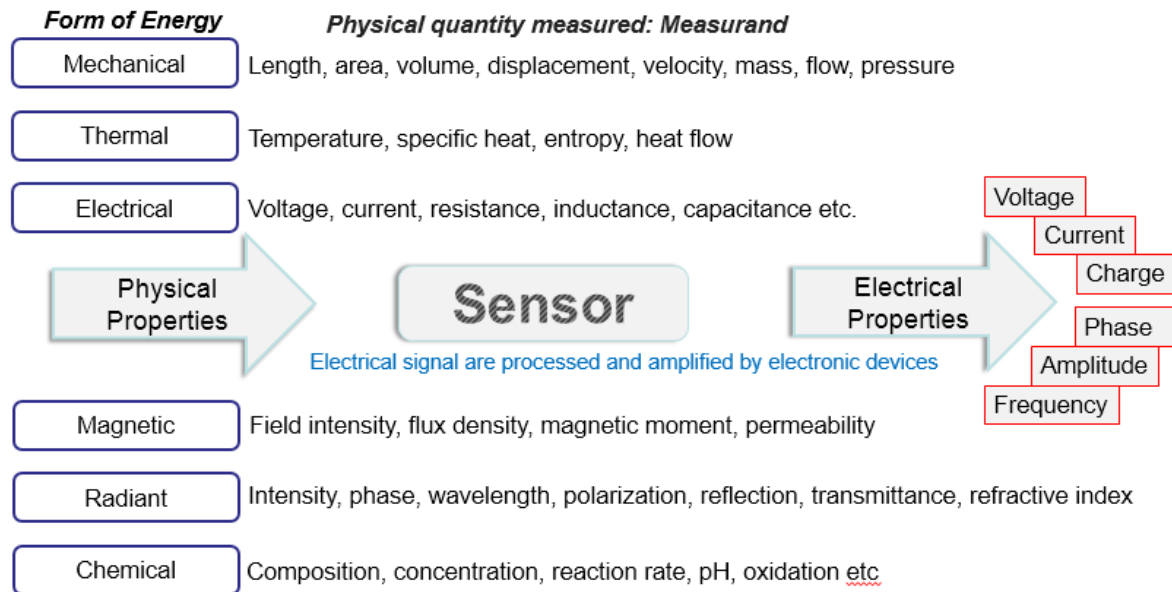 Form of Energy
Physical quantity measured: Measurand
Mechanical
Length, area, volume, displacement, velocity, mass, flow, pressure
Thermal
Temperature, specific heat, entropy, heat flow
Electrical
Voltage, current, resistance, inductance, capacitance etc.
Physical
Properties
Sensor
Electrical signal are processed and amplified by electronic devices
Electrical
Properties
Voltage
Current
Charge
Phase
Amplitude
Frequency
Magnetic
Field intensity, flux density, magnetic moment, permeability
Radiant
Intensity, phase, wavelength, polarization, reflection, transmittance, refractive index
Chemical
Composition, concentration, reaction rate, pH, oxidation etc